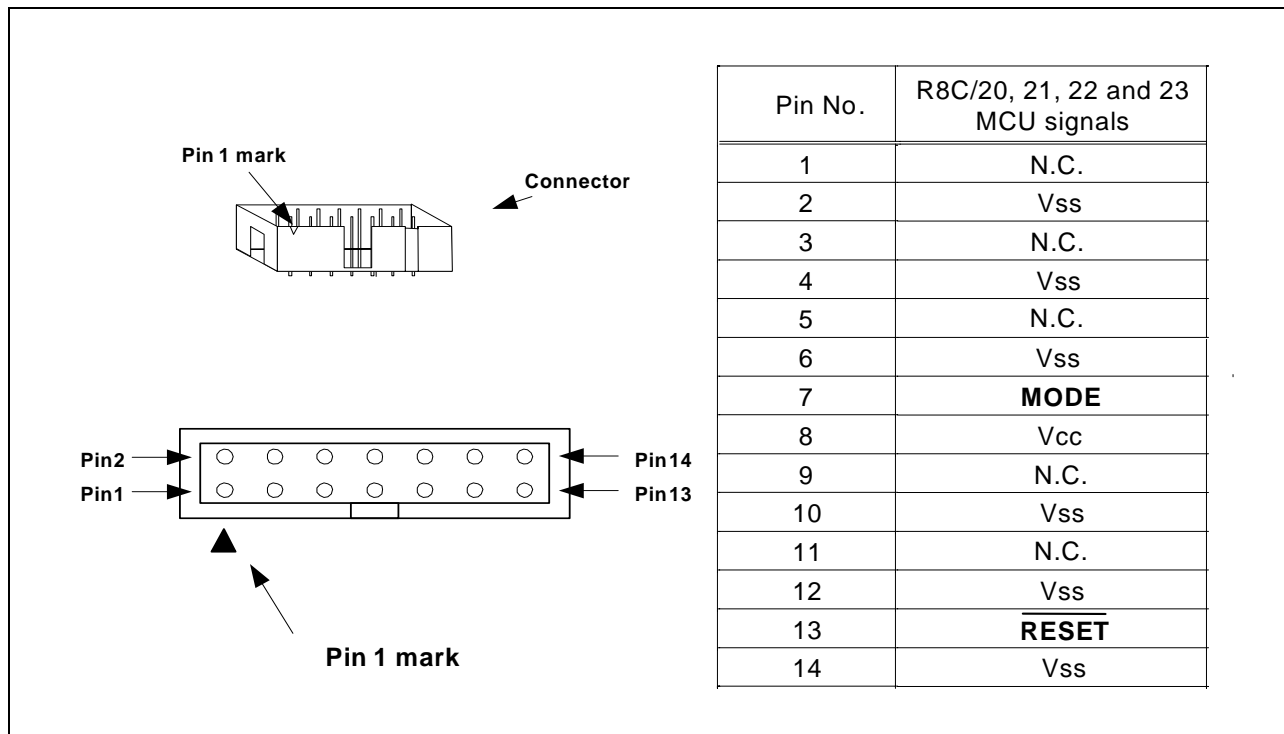 Pin 1 mark
Connector
Pin2
Pin14
Pin1
Pin13
Pin 1 mark
Pin No. R8C/20, 21, 22 and 23
MCU signals
1 N.C.
2 Vss
3 N.C.
4 Vss
5 N.C.
6 Vss
7 MODE
8 Vcc
9 N.C.
10 Vss
11 N.C.
12 Vss
13 R̅E̅S̅E̅T̅
14 Vss